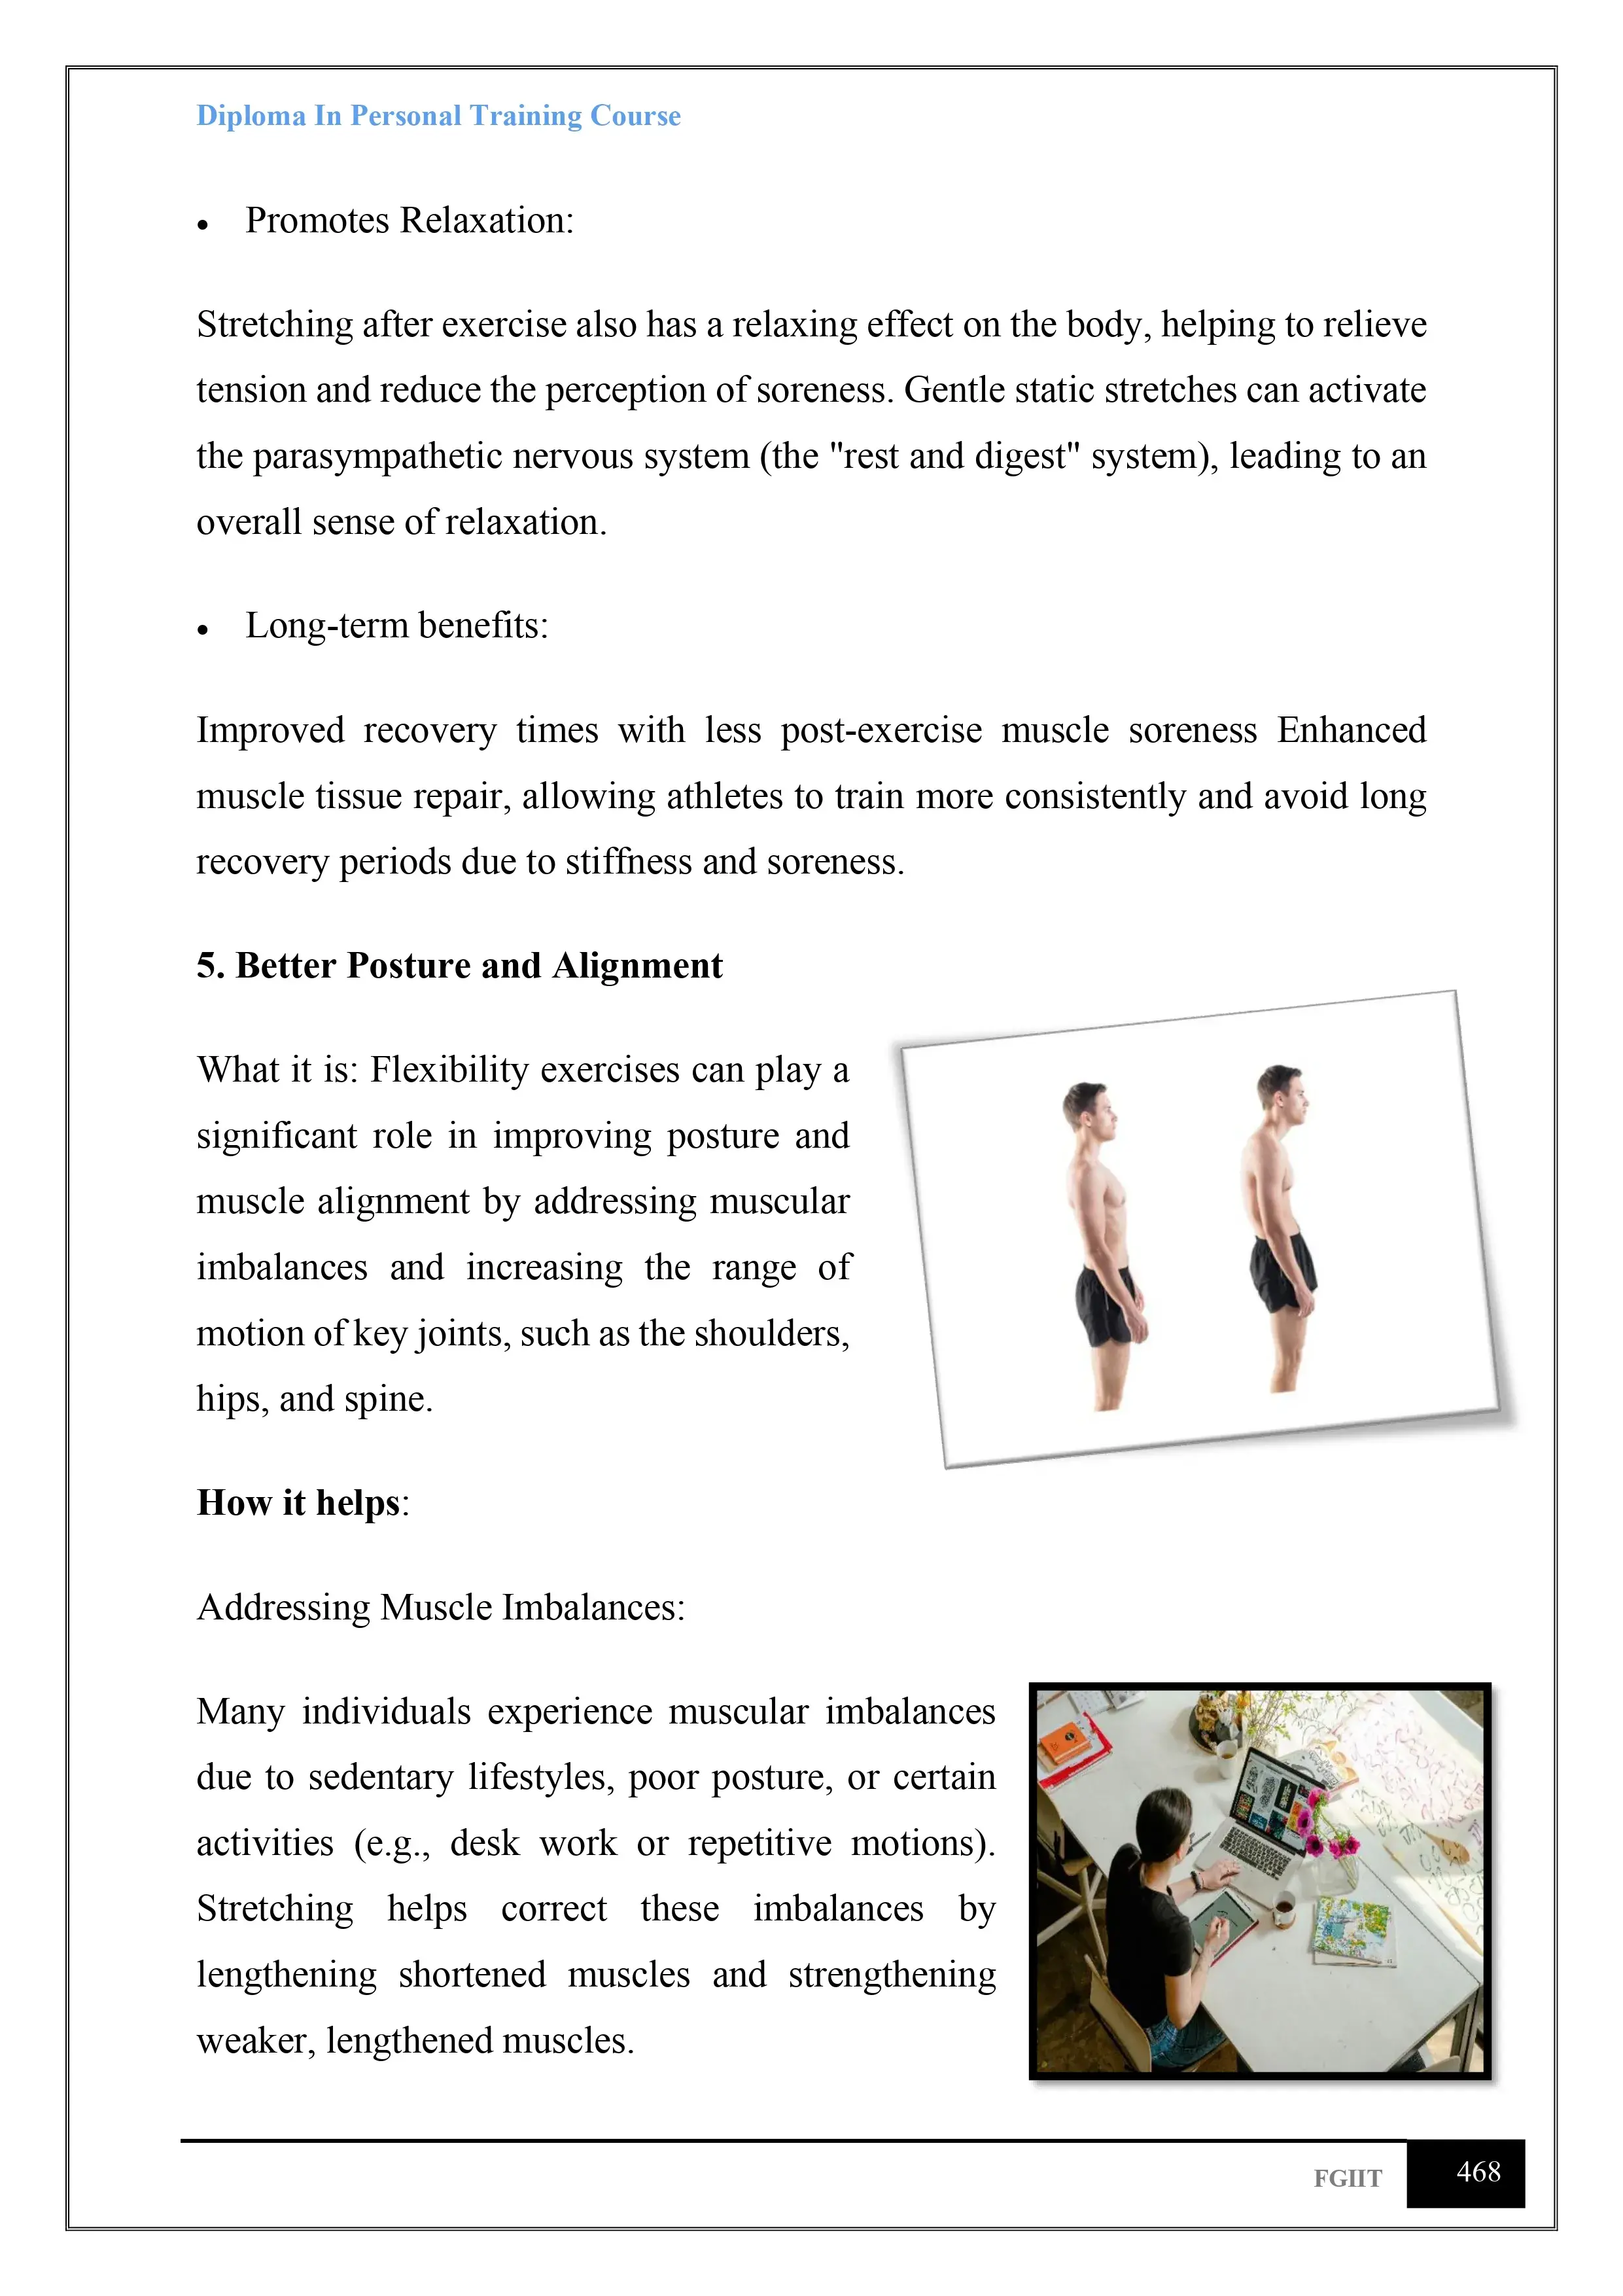 Diploma In Personal Training Course
• Promotes Relaxation:
Stretching after exercise also has a relaxing effect on the body, helping to relieve
tension and reduce the perception of soreness. Gentle static stretches can activate
the parasympathetic nervous system (the "rest and digest" system), leading to an
overall sense of relaxation.
• Long-term benefits:
Improved recovery times with less post-exercise muscle soreness Enhanced
muscle tissue repair, allowing athletes to train more consistently and avoid long
recovery periods due to stiffness and soreness.
5. Better Posture and Alignment
What it is: Flexibility exercises can play a
significant role in improving posture and
muscle alignment by addressing muscular
imbalances and increasing the range of
motion of key joints, such as the shoulders,
hips, and spine.
How it helps:
Addressing Muscle Imbalances:
Many individuals experience muscular imbalances
due to sedentary lifestyles, poor posture, or certain
activities (e.g., desk work or repetitive motions).
Stretching helps correct these imbalances by
lengthening shortened muscles and strengthening
weaker, lengthened muscles.
FGIIT 468